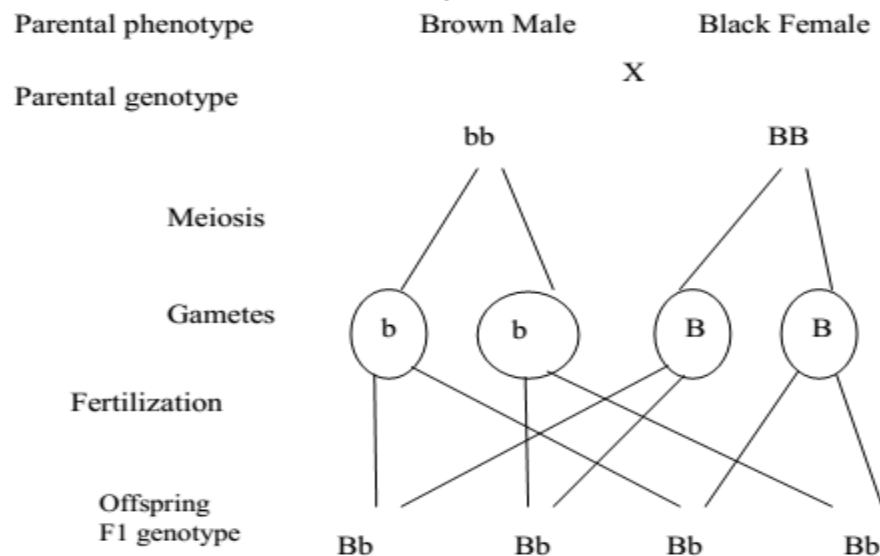 Parental phenotype Brown Male Black Female
X
Parental genotype
bb BB
Meiosis
Gametes b b B B
Fertilization
Offspring
F1 genotype
Bb Bb Bb Bb